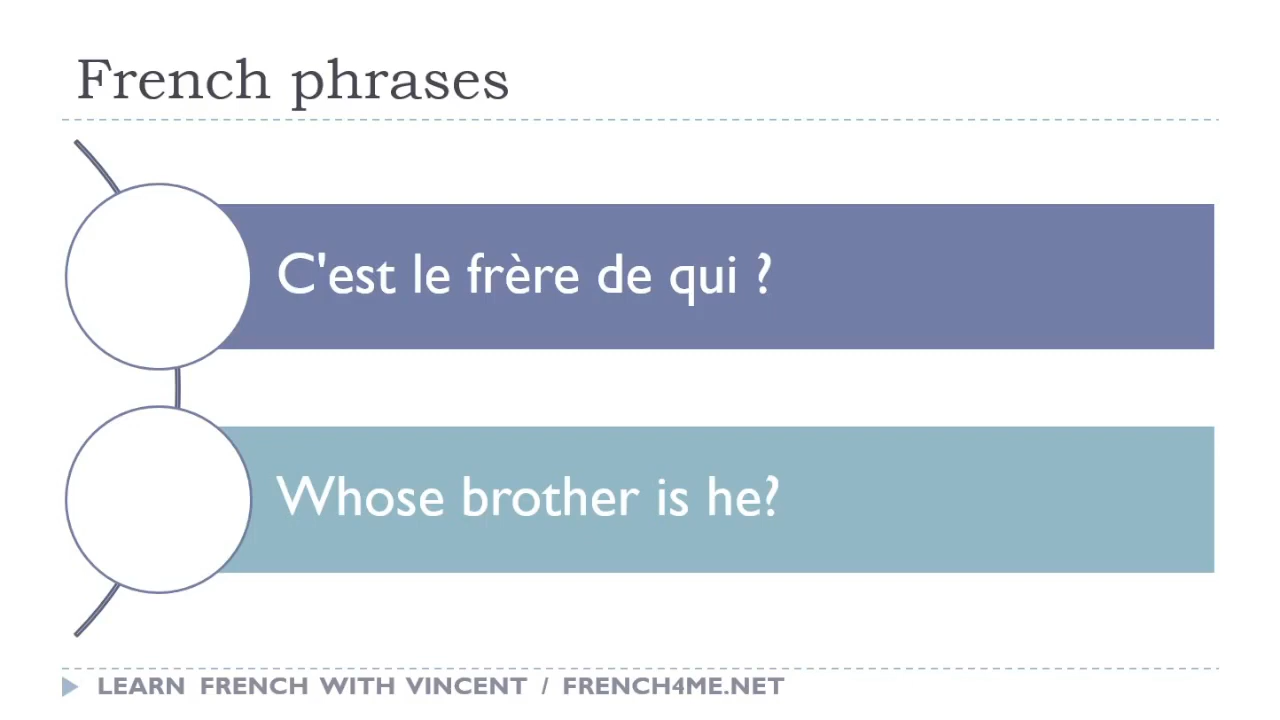 French phrases
C'est le frère de qui ?
Whose brother is he?
LEARN FRENCH WITH VINCENT / FRENCH4ME.NET